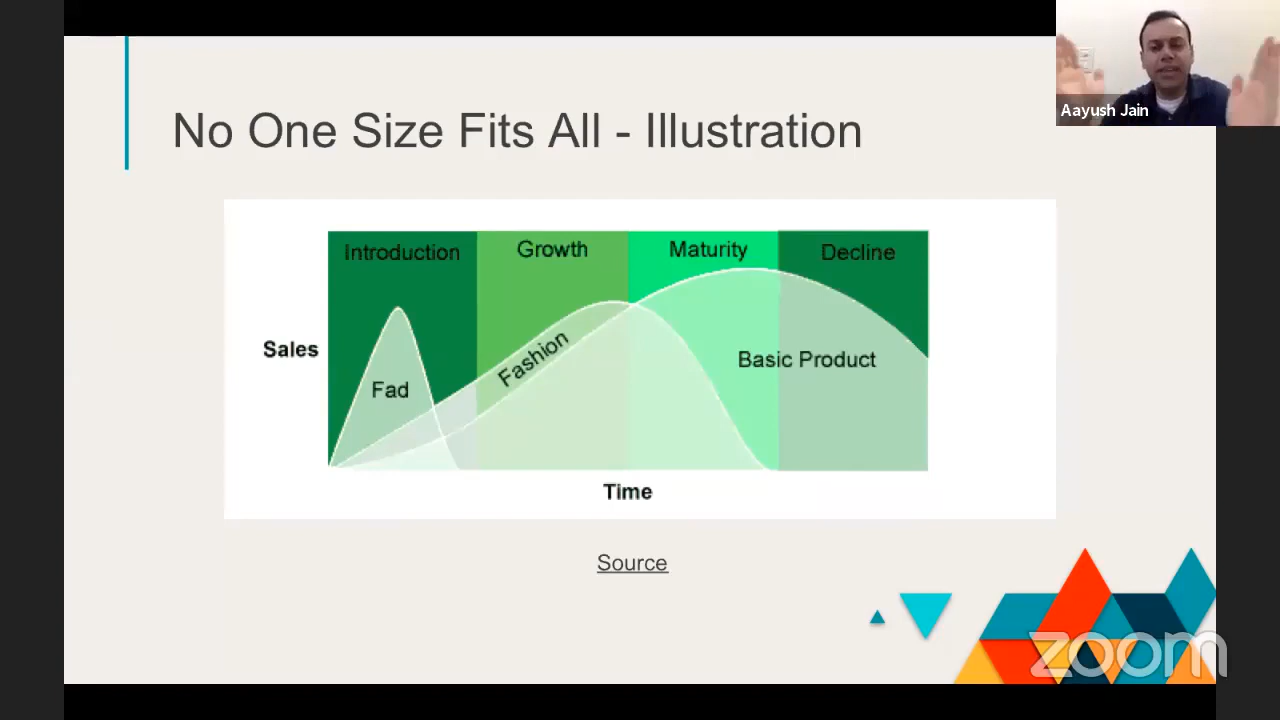 Aayush Jain
No One Size Fits All - Illustration
Introduction
Growth
Maturity
Decline
Sales
Fad
Fashion
Basic Product
Time
Source
zoom